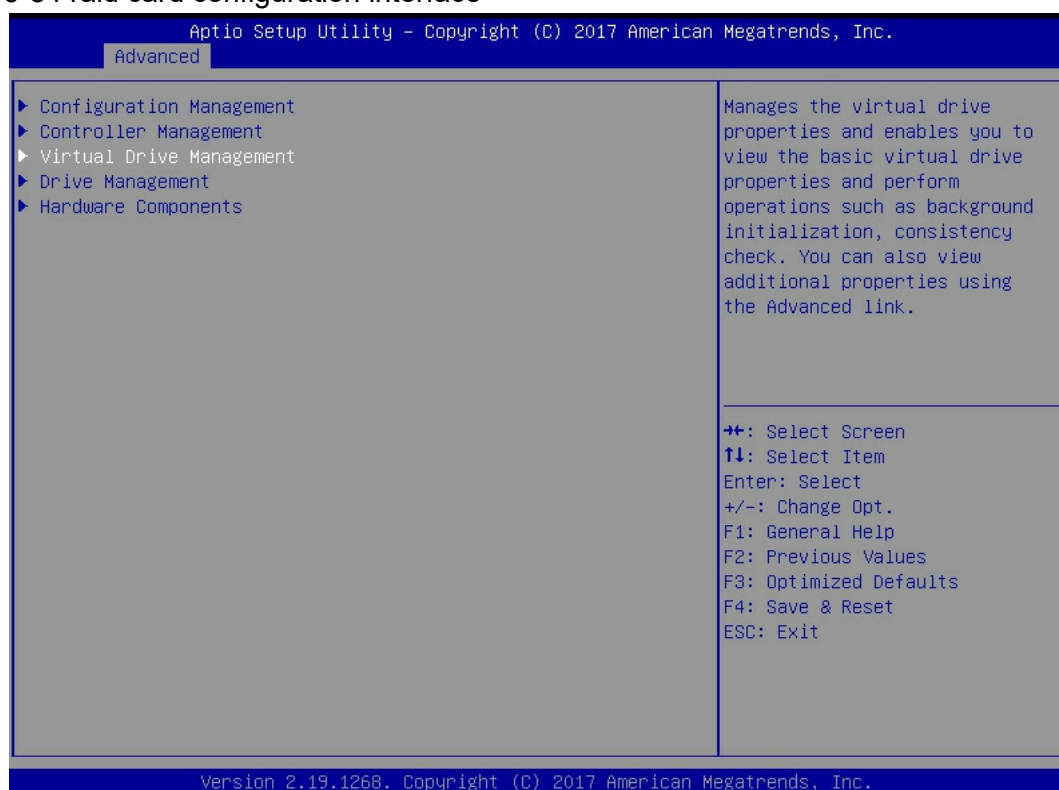 raid card configuration interface
Aptio Setup Utility – Copyright (C) 2017 American Megatrends, Inc.
Advanced
▶ Configuration Management
▶ Controller Management
▶ Virtual Drive Management
▶ Drive Management
▶ Hardware Components
Manages the virtual drive
properties and enables you to
view the basic virtual drive
properties and perform
operations such as background
initialization, consistency
check. You can also view
additional properties using
the Advanced link.
→←: Select Screen
↑↓: Select Item
Enter: Select
+/-: Change Opt.
F1: General Help
F2: Previous Values
F3: Optimized Defaults
F4: Save & Reset
ESC: Exit
Version 2.19.1268. Copyright (C) 2017 American Megatrends, Inc.